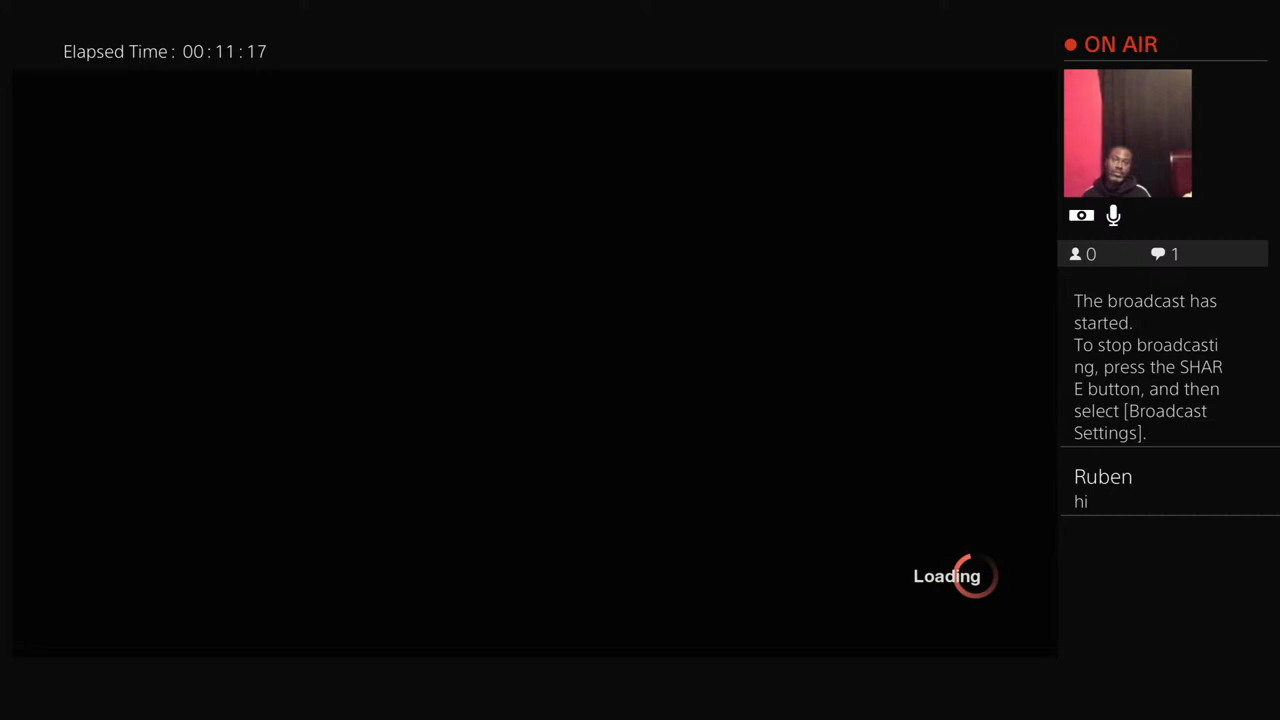 Elapsed Time: 00:11:17
ON AIR
0 1
The broadcast has
started.
To stop broadcasti
ng, press the SHAR
E button, and then
select [Broadcast
Settings].
Ruben
hi
Loading